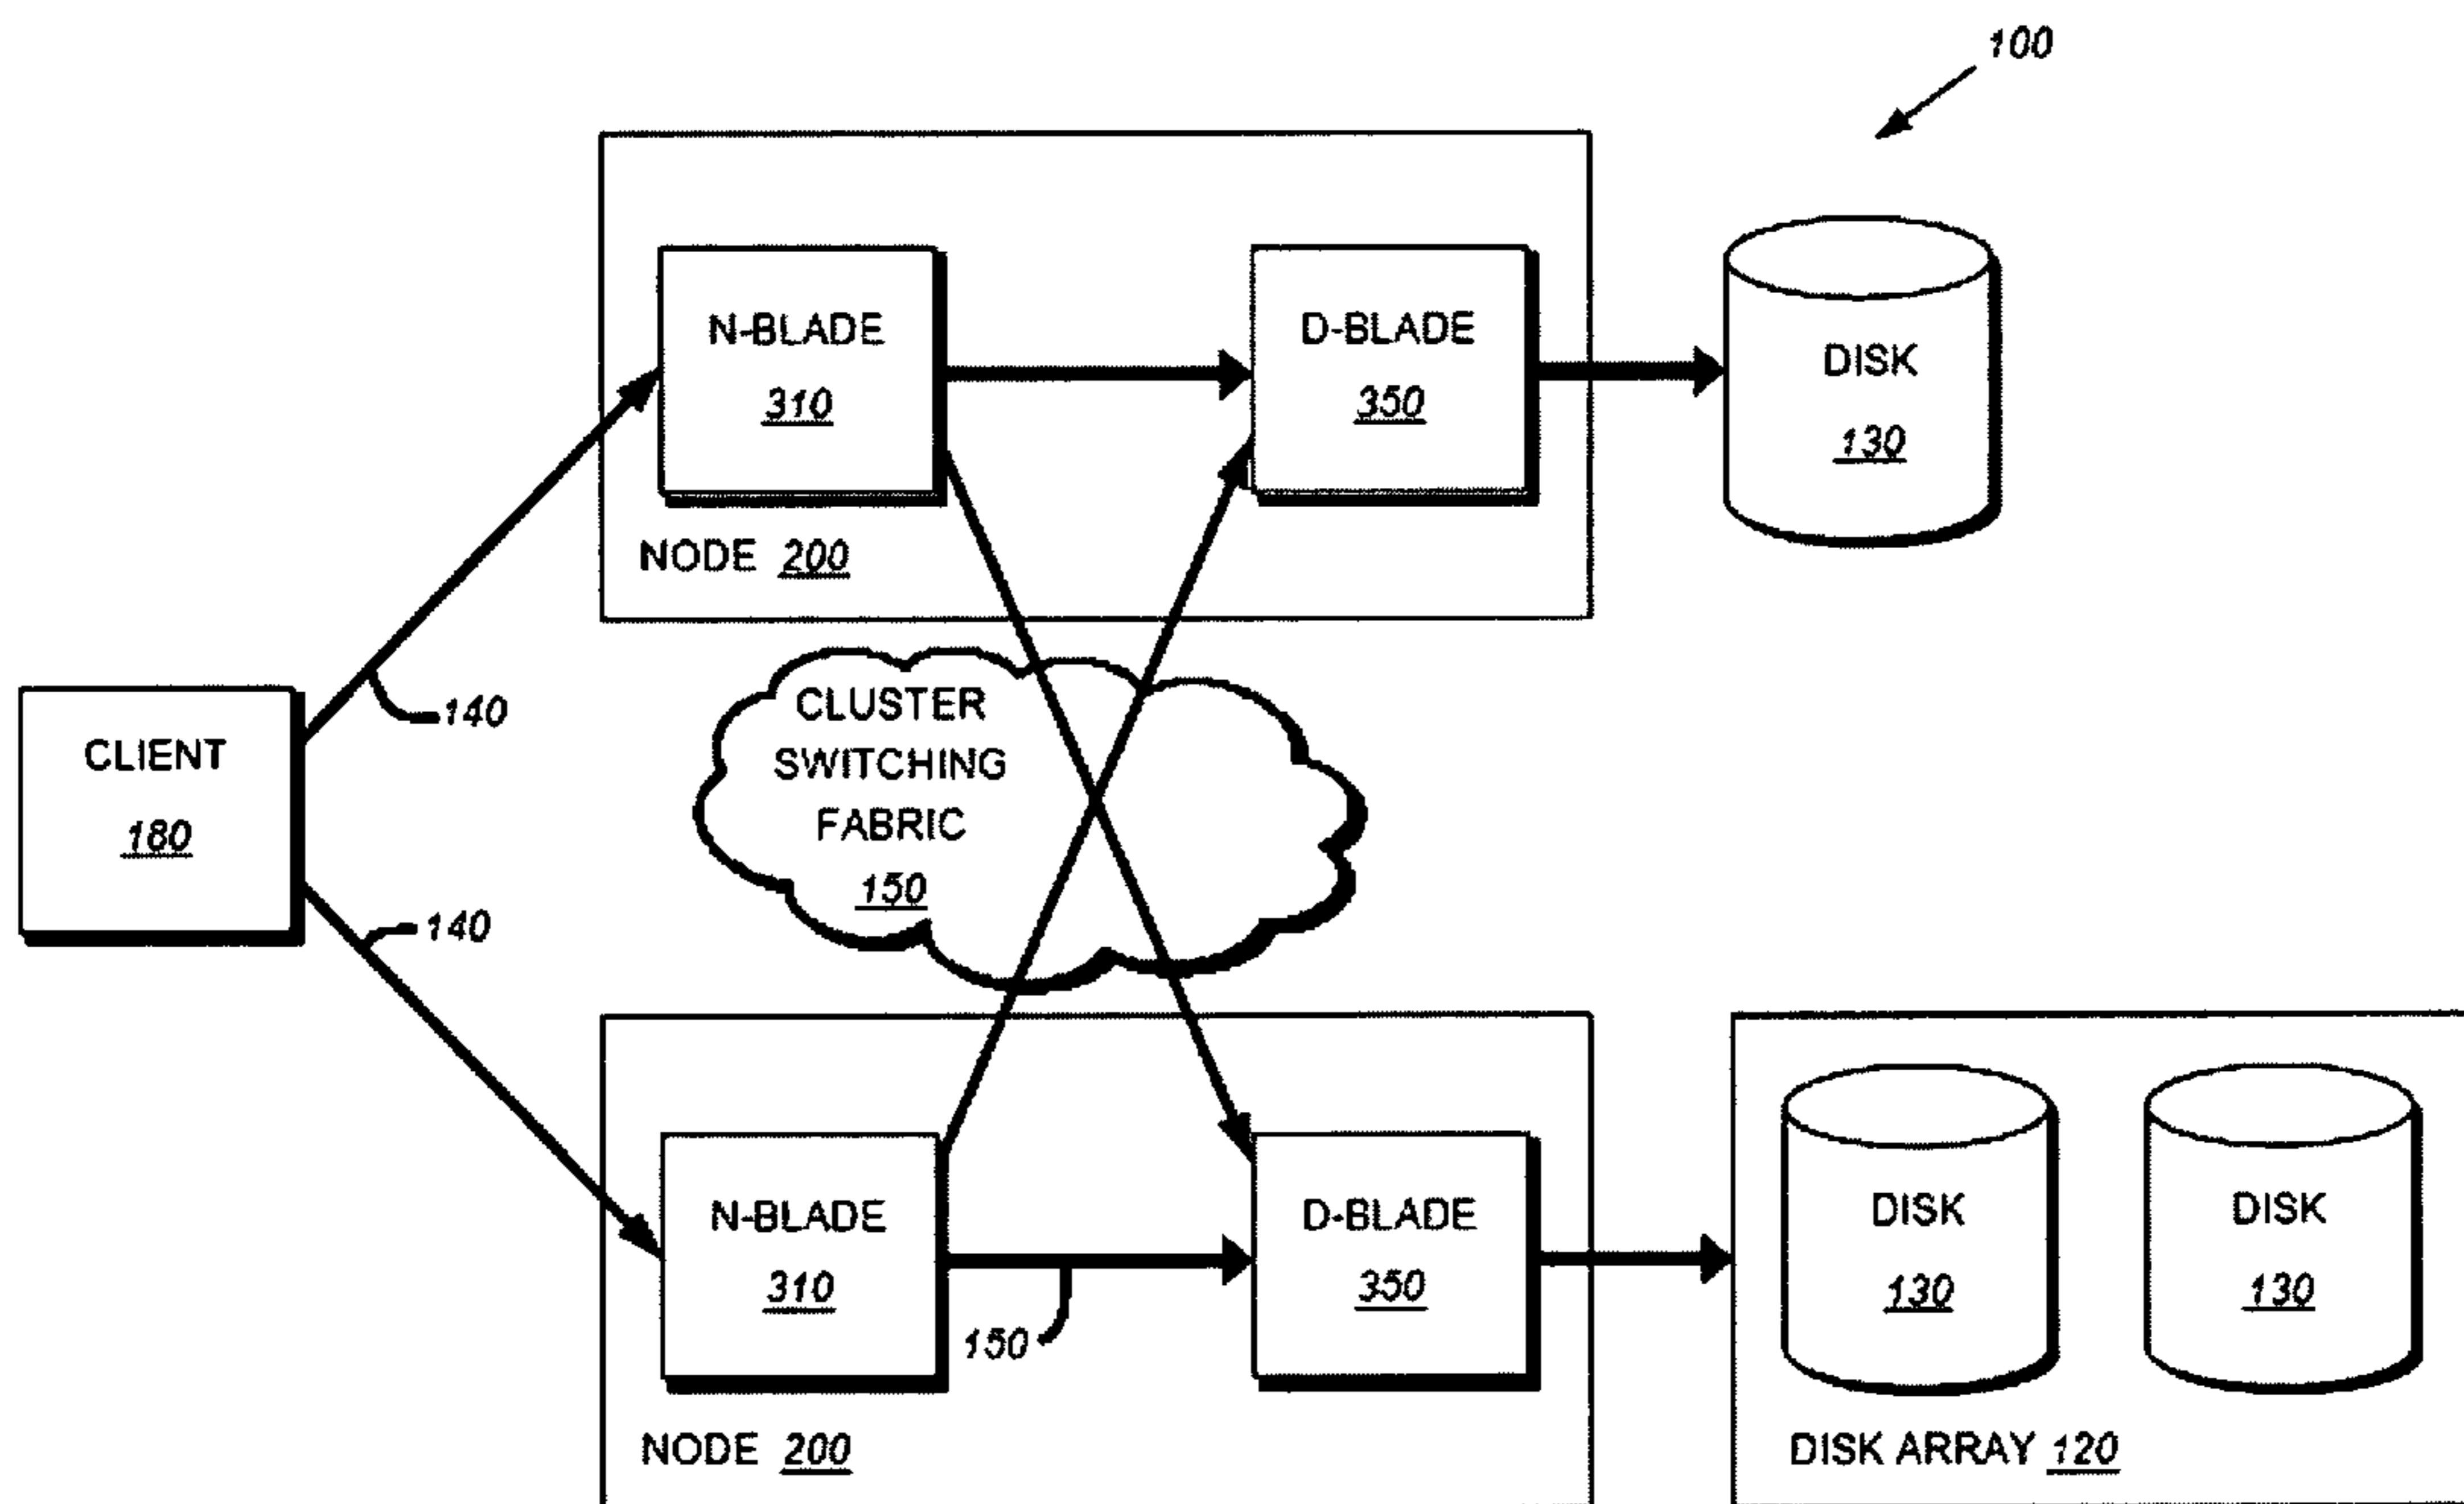 100
N-BLADE
310
D-BLADE
350
DISK
130
NODE 200
CLIENT
180
140
140
CLUSTER
SWITCHING
FABRIC
150
N-BLADE
310
150
D-BLADE
350
NODE 200
DISK
130
DISK
130
DISK ARRAY 120